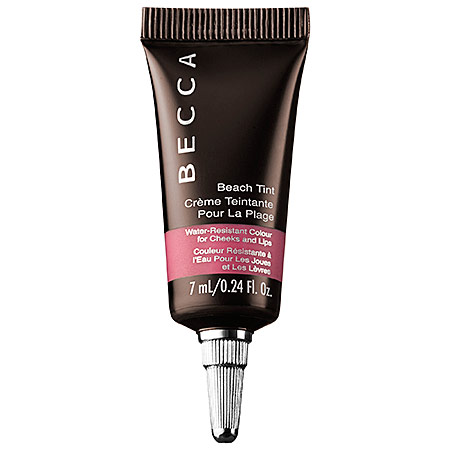 BECCA
Beach Tint
Crème Teintante
Pour La Plage
Water-Resistant Colour
for Cheeks and Lips
Couleur Résistante à
l'Eau Pour Les Joues
et Les Lèvres
7 mL/0.24 Fl. Oz.